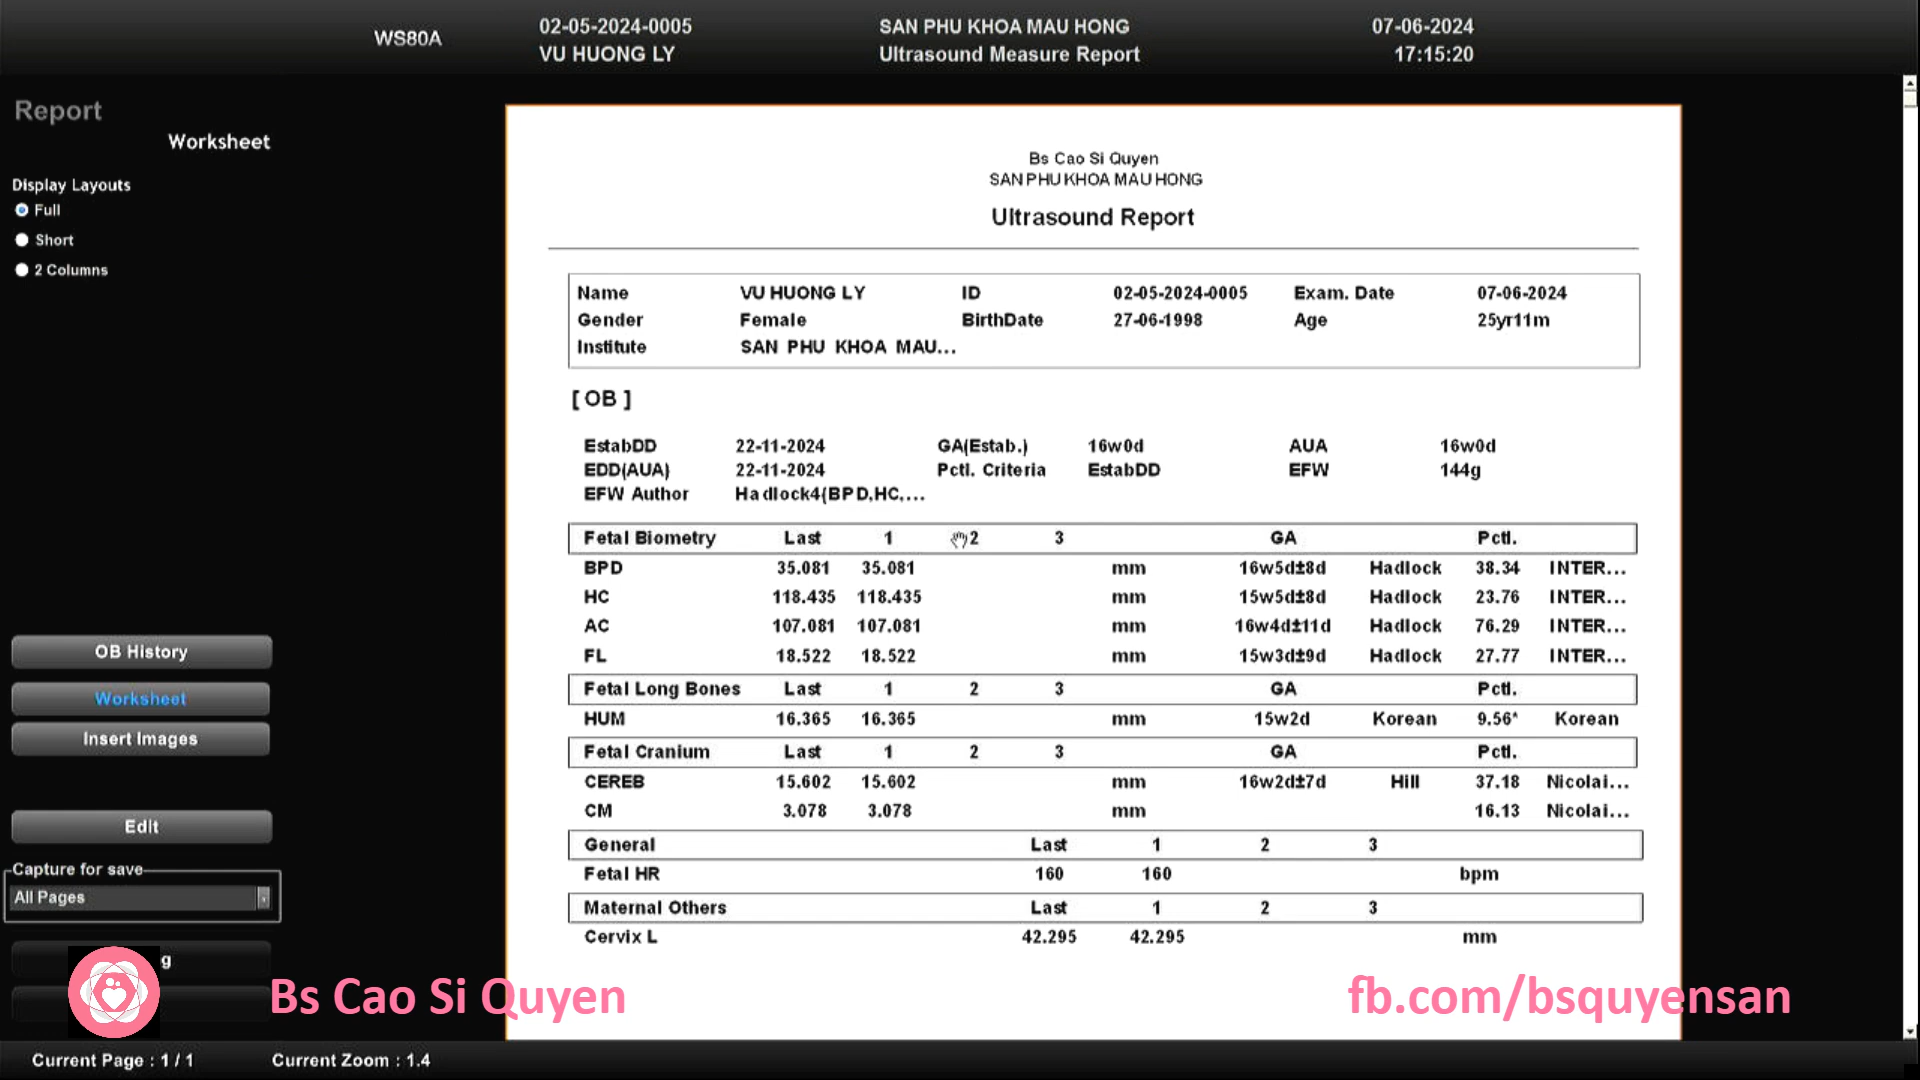 WS80A
02-05-2024-0005
VU HUONG LY
SAN PHU KHOA MAU HONG
Ultrasound Measure Report
07-06-2024
17:15:20
Report
Worksheet
Display Layouts
Full
Short
2 Columns
Bs Cao Si Quyen
SAN PHU KHOA MAU HONG
Ultrasound Report
Name VU HUONG LY ID 02-05-2024-0005 Exam. Date 07-06-2024
Gender Female BirthDate 27-06-1998 Age 25yr11m
Institute SAN PHU KHOA MAU...
[ OB ]
EstabDD 22-11-2024 GA(Estab.) 16w0d AUA 16w0d
EDD(AUA) 22-11-2024 Pctl. Criteria EstabDD EFW 144g
EFW Author Hadlock4(BPD,HC,...
Fetal Biometry Last 1 2 3 GA Pctl.
BPD 35.081 35.081 mm 16w5d±8d Hadlock 38.34 INTER...
HC 118.435 118.435 mm 15w5d±8d Hadlock 23.76 INTER...
AC 107.081 107.081 mm 16w4d±11d Hadlock 76.29 INTER...
FL 18.522 18.522 mm 15w3d±9d Hadlock 27.77 INTER...
Fetal Long Bones Last 1 2 3 GA Pctl.
HUM 16.365 16.365 mm 15w2d Korean 9.56* Korean
Fetal Cranium Last 1 2 3 GA Pctl.
CEREB 15.602 15.602 mm 16w2d±7d Hill 37.18 Nicolai...
CM 3.078 3.078 mm 16.13 Nicolai...
General Last 1 2 3
Fetal HR 160 160 bpm
Maternal Others Last 1 2 3
Cervix L 42.295 42.295 mm
OB History
Worksheet
Insert Images
Edit
Capture for save
All Pages
g
Bs Cao Si Quyen
fb.com/bsquyensan
Current Page : 1 / 1
Current Zoom : 1.4